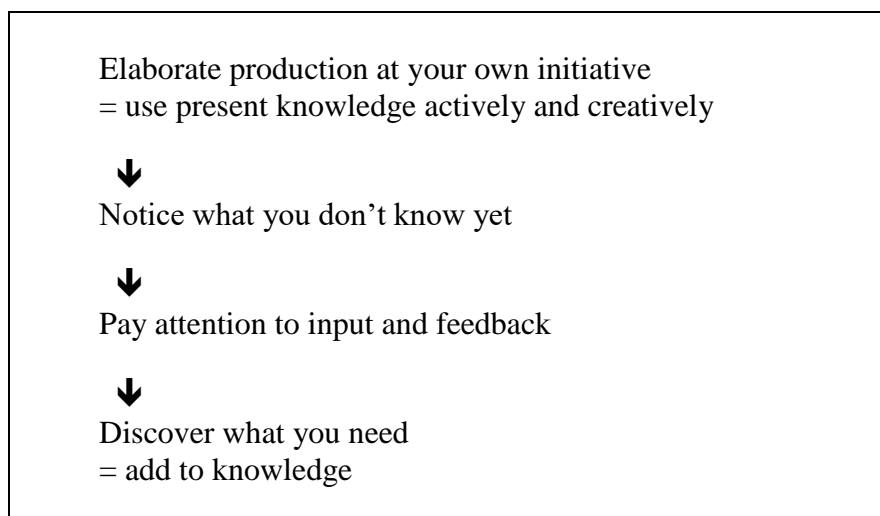 Elaborate production at your own initiative
= use present knowledge actively and creatively
🡻
Notice what you don’t know yet
🡻
Pay attention to input and feedback
🡻
Discover what you need
= add to knowledge